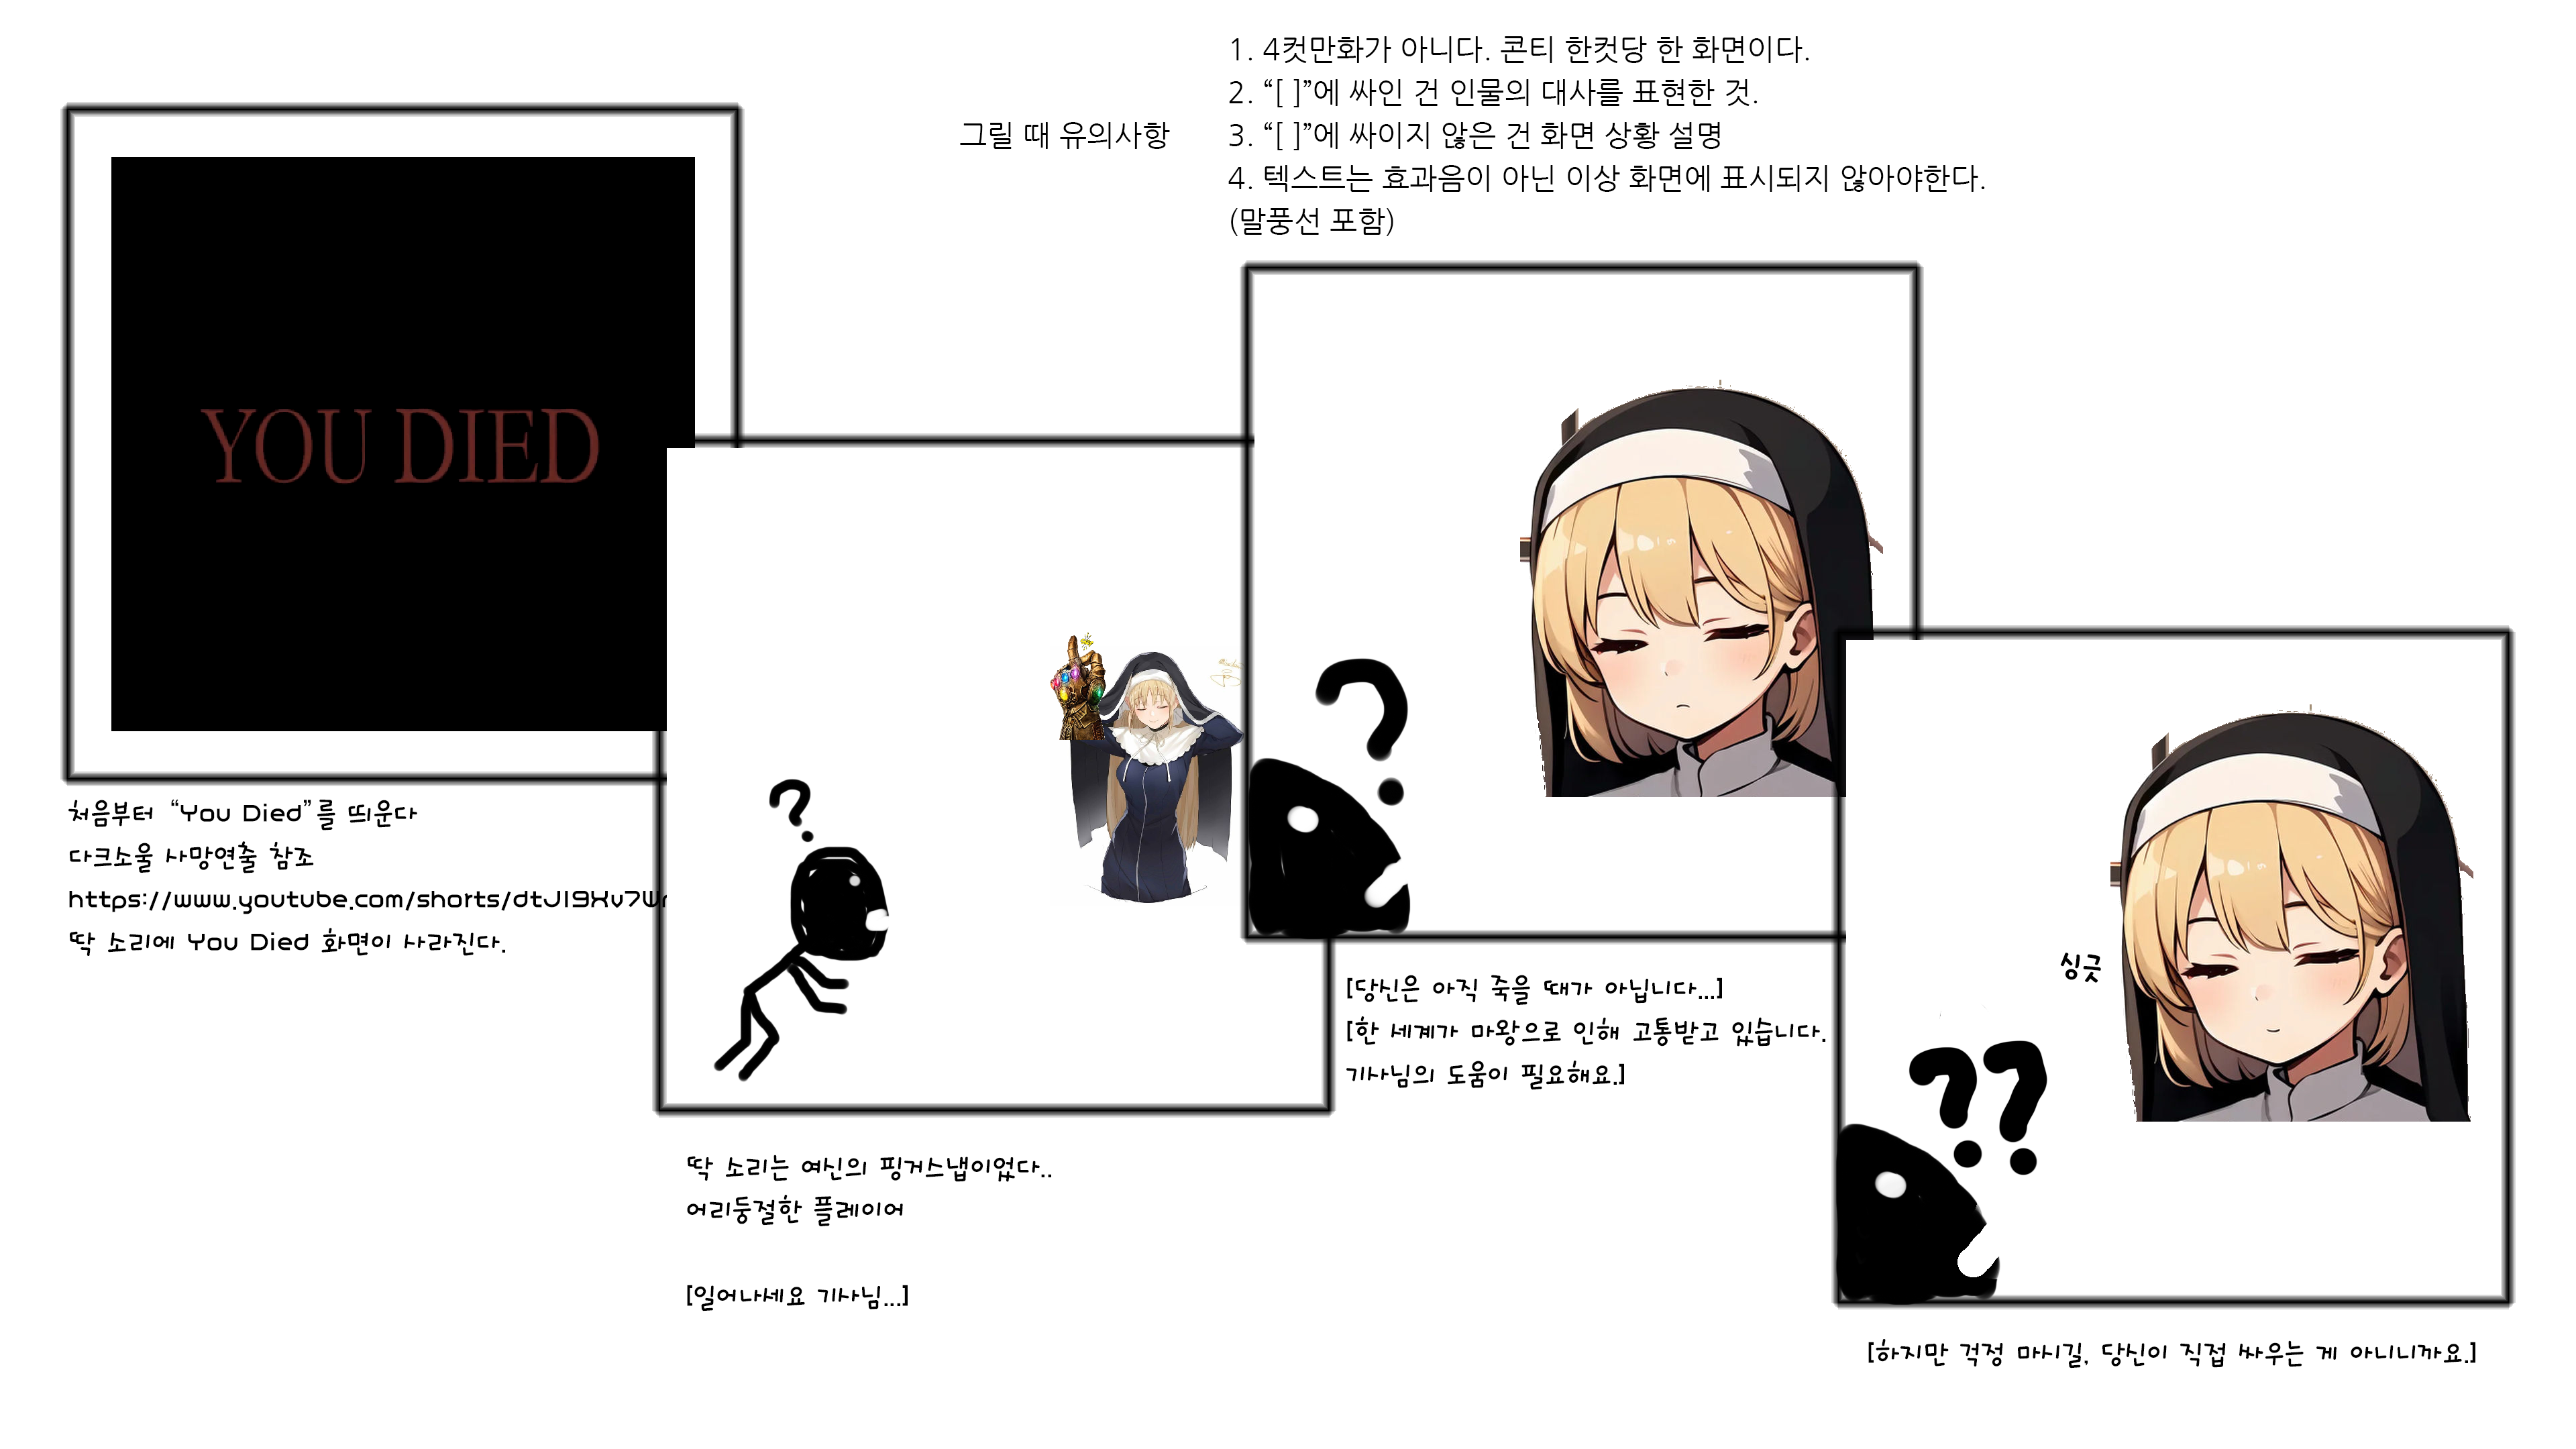 그릴 때 유의사항
1. 4컷만화가 아니다. 콘티 한컷당 한 화면이다.
2. “[ ]”에 싸인 건 인물의 대사를 표현한 것.
3. “[ ]”에 싸이지 않은 건 화면 상황 설명
4. 텍스트는 효과음이 아닌 이상 화면에 표시되지 않아야한다.
(말풍선 포함)
YOU DIED
처음부터 “You Died”를 띄운다
다크소울 사망연출 참조
https://www.youtube.com/shorts/dtJl9Xv7W
딱 소리에 You Died 화면이 사라진다.
?
딱 소리는 여신의 핑거스냅이었다..
어리둥절한 플레이어
[일어나세요 기사님...]
?
[당신은 아직 죽을 때가 아닙니다...]
[한 세계가 마왕으로 인해 고통받고 있습니다.
기사님의 도움이 필요해요.]
싱긋
??
[하지만 걱정 마시길, 당신이 직접 싸우는 게 아니니까요.]